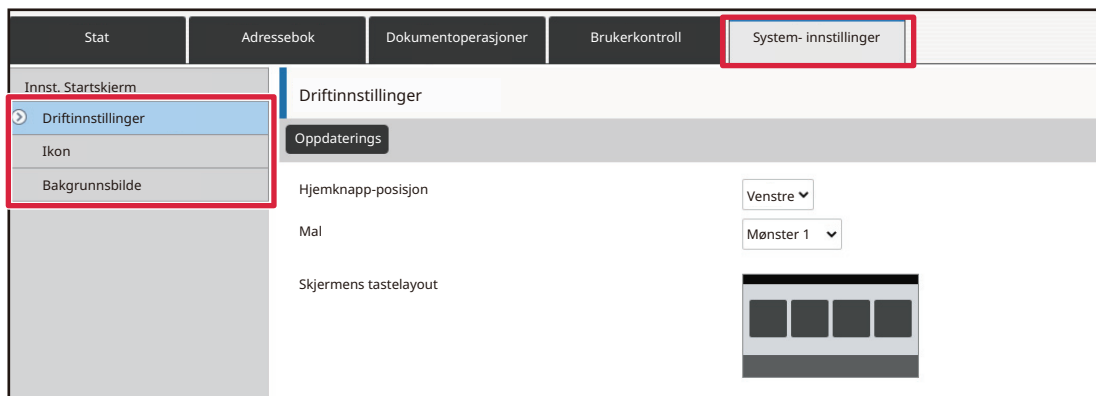 Stat
Adressebok
Dokumentoperasjoner
Brukerkontroll
System- innstillinger
Innst. Startskjerm
Driftinnstillinger
Ikon
Bakgrunnsbilde
Driftinnstillinger
Oppdaterings
Hjemknapp-posisjon
Venstre
Mal
Mønster 1
Skjermens tastelayout